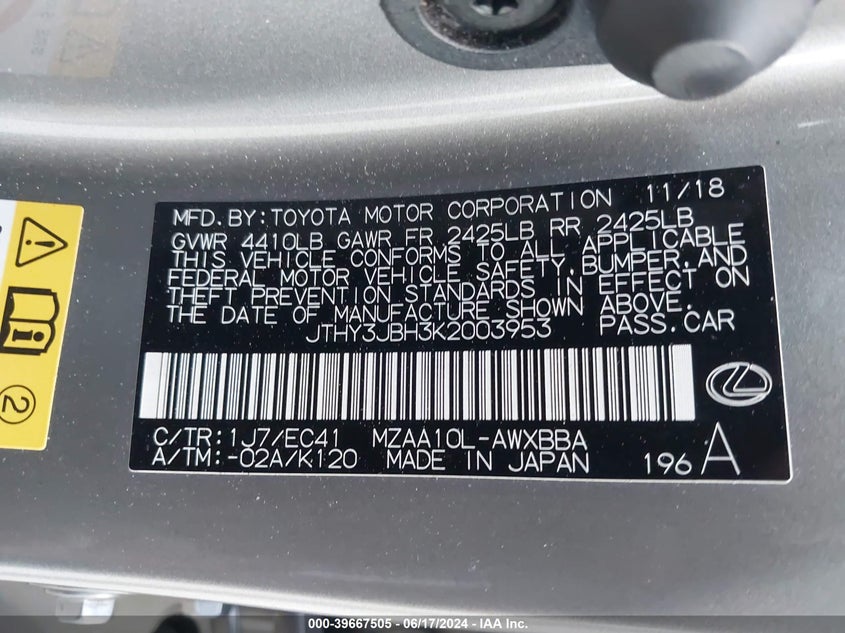 MFD. BY: TOYOTA MOTOR CORPORATION 11/18
GVWR 4410LB GAWR FR 2425LB RR 2425LB
THIS VEHICLE CONFORMS TO ALL APPLICABLE
FEDERAL MOTOR VEHICLE SAFETY, BUMPER, AND
THEFT PREVENTION STANDARDS IN EFFECT ON
THE DATE OF MANUFACTURE SHOWN ABOVE.
JTHY3JBH3K2003953 PASS.CAR
C/TR: 1J7/EC41 MZAA10L-AWXBBA
A/TM: -02A/K120 MADE IN JAPAN 196 A
2
000-39667505 - 06/17/2024 - IAA Inc.